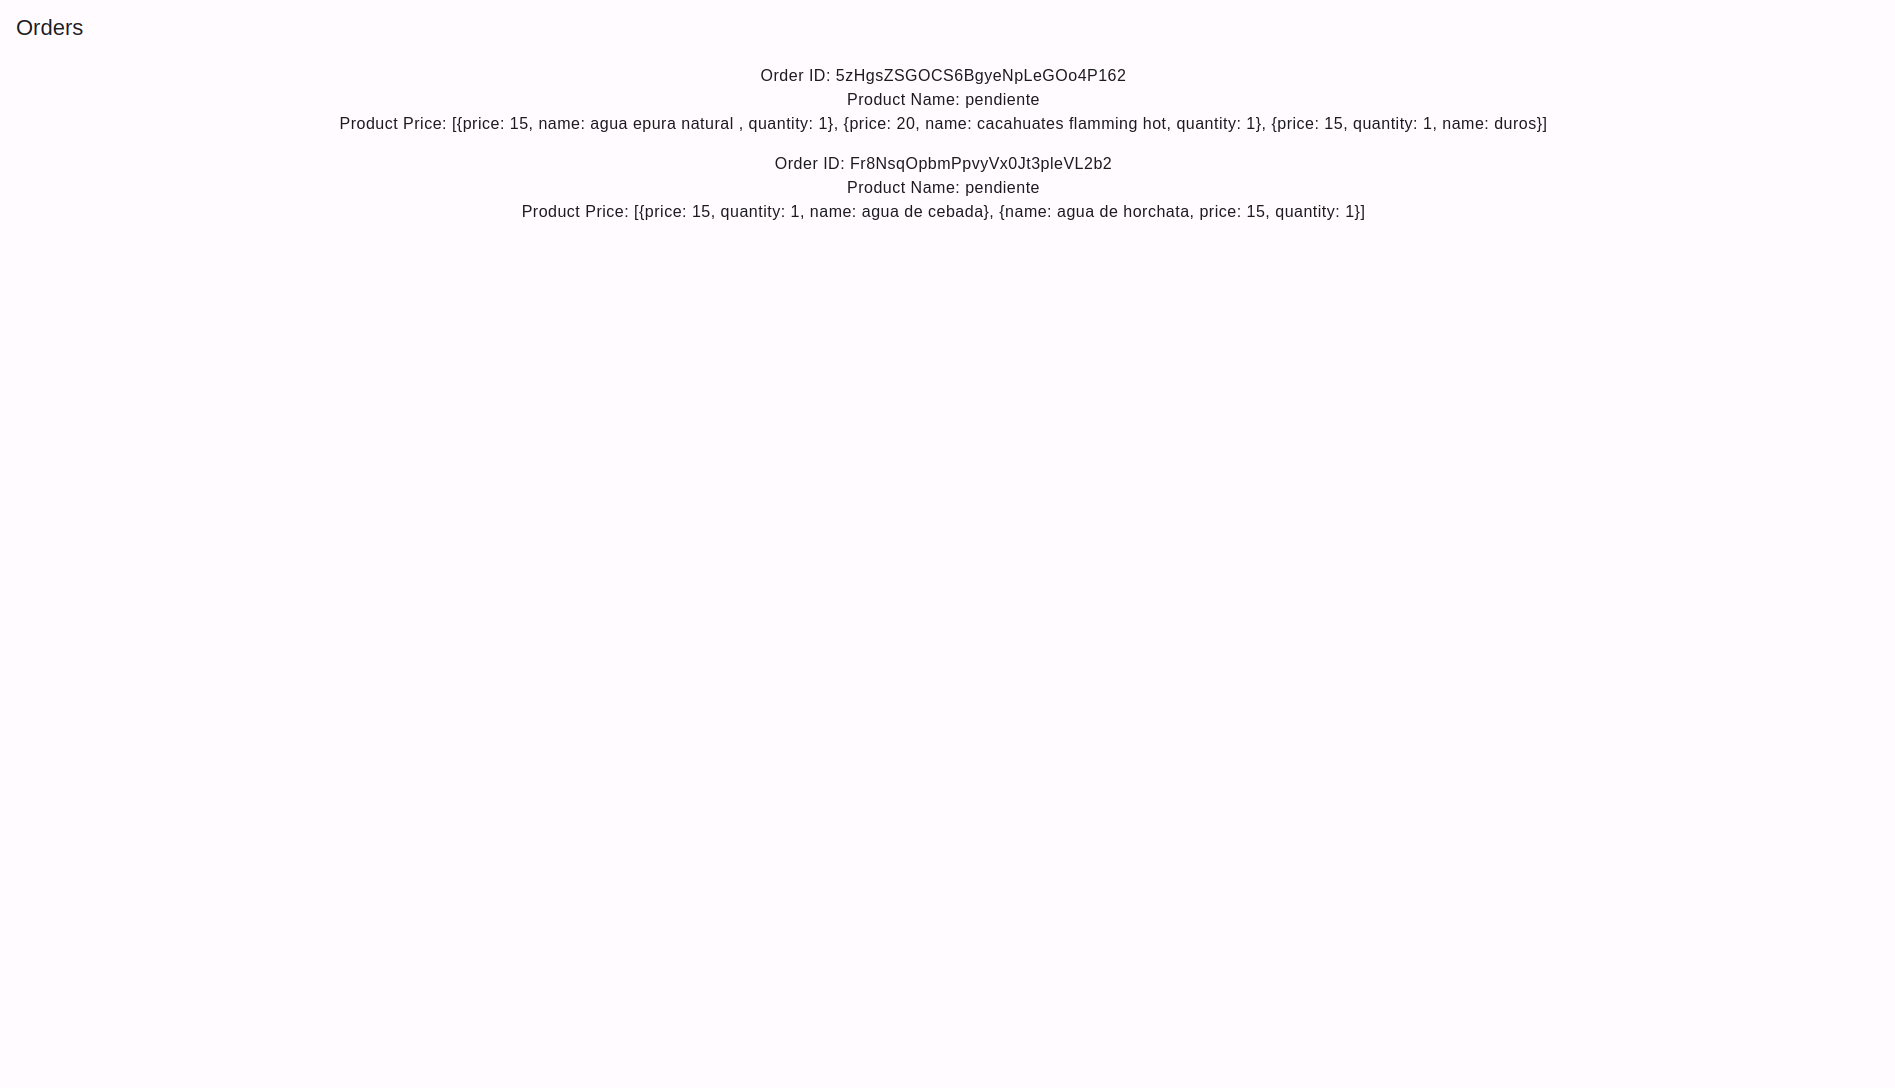 Orders
Order ID: 5zHgsZSGOCS6BgyeNpLeGOo4P162
Product Name: pendiente
Product Price: [{price: 15, name: agua epura natural , quantity: 1}, {price: 20, name: cacahuates flamming hot, quantity: 1}, {price: 15, quantity: 1, name: duros}]
Order ID: Fr8NsqOpbmPpvyVx0Jt3pleVL2b2
Product Name: pendiente
Product Price: [{price: 15, quantity: 1, name: agua de cebada}, {name: agua de horchata, price: 15, quantity: 1}]